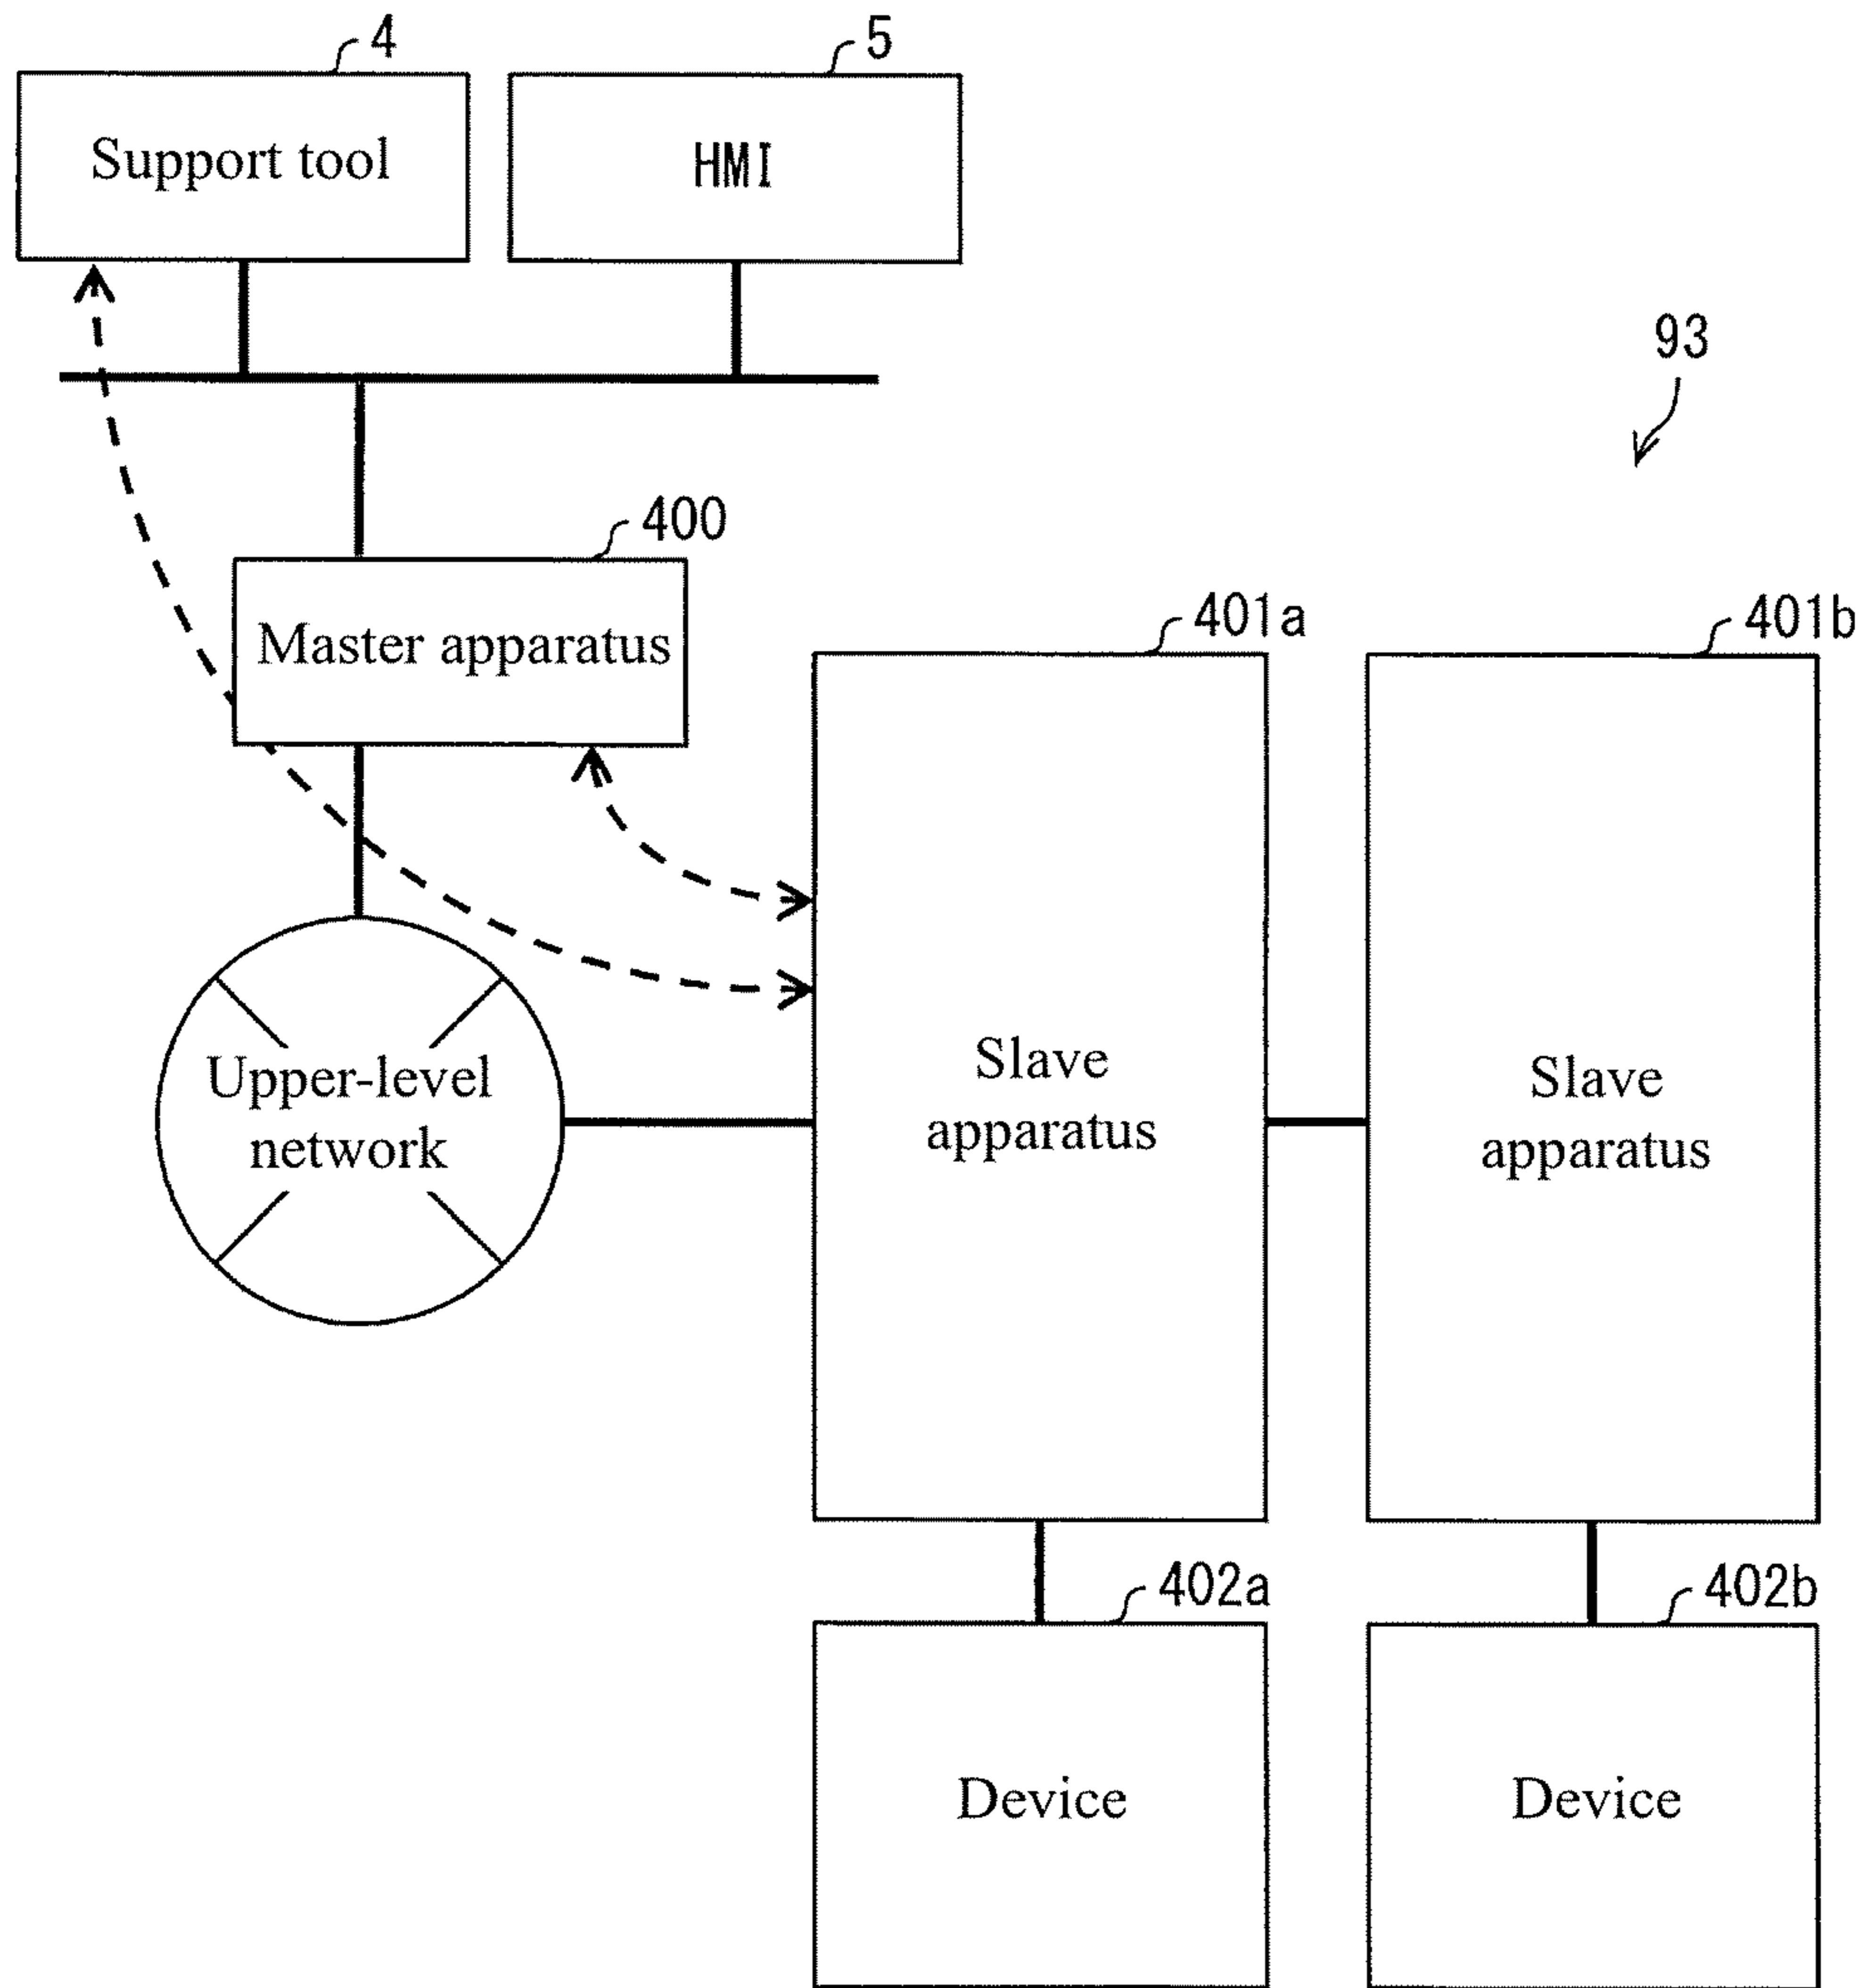 4
5
Support tool
HMI
93
400
Master apparatus
401a
401b
Upper-level
network
Slave
apparatus
Slave
apparatus
402a
402b
Device
Device